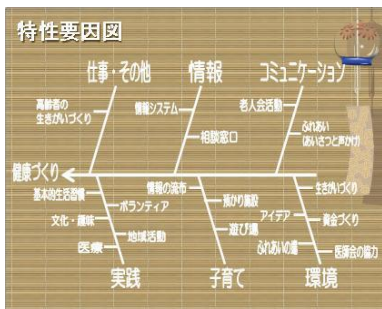 特性要因図
仕事・その他
情報
コミュニケーション
高齢者の
生きがいづくり
情報システム
相談窓口
老人会活動
ふれあい
(あいさつと声かけ)
健康づくり
基本的生活習慣
ボランティア
文化・趣味
地域活動
医療
情報の流布
預かり施設
遊び場
生きがいづくり
アイデア
資金づくり
ふれあいの場
医師会の協力
実践
子育て
環境